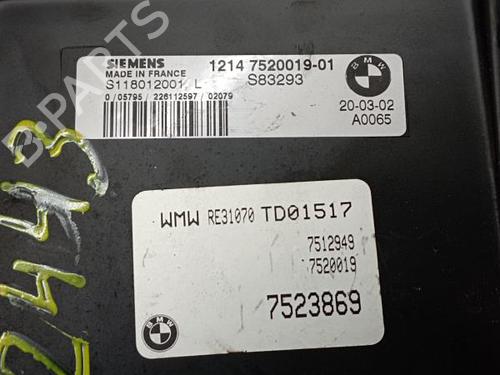 SIEMENS
MADE IN FRANCE
1214 7520019-01
S118012001 L
S83293
0 / 05795 / 226112597 / 02079
BMW
20-03-02
A0065
WMW RE31070 TD01517
7512949
7520019
7523869
BMW
2443
B-Parts